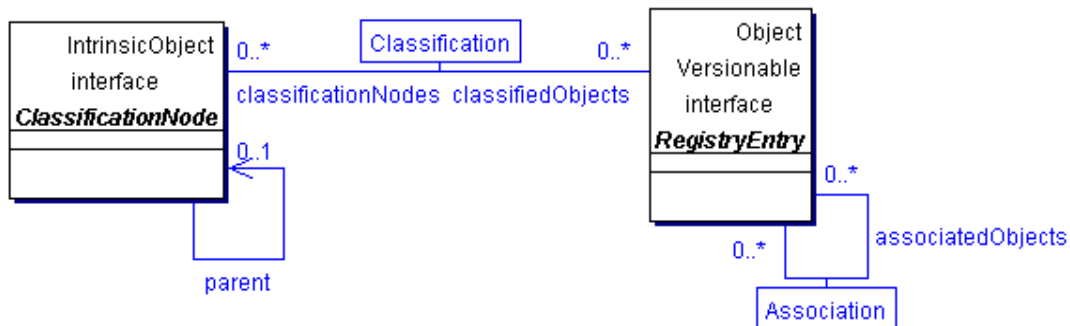 IntrinsicObject
interface
ClassificationNode
0..*
Classification
0..*
classificationNodes classifiedObjects
Object
Versionable
interface
RegistryEntry
0..1
parent
0..*
0..*
associatedObjects
Association